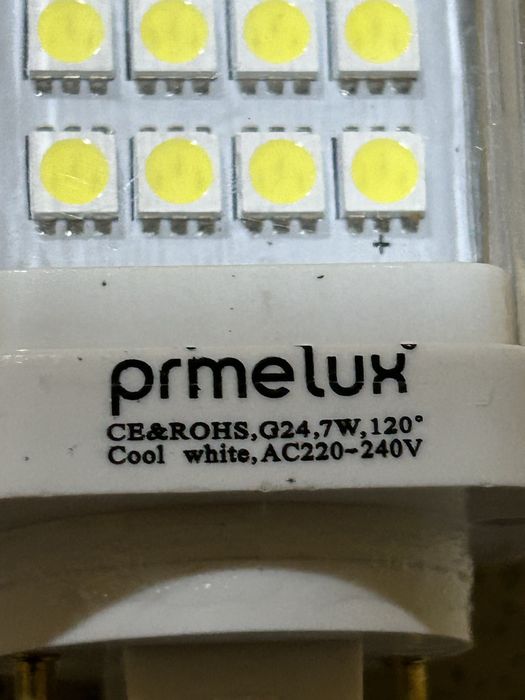 +
prmelux
CE&ROHS,G24,7W,120°
Cool white,AC220~240V